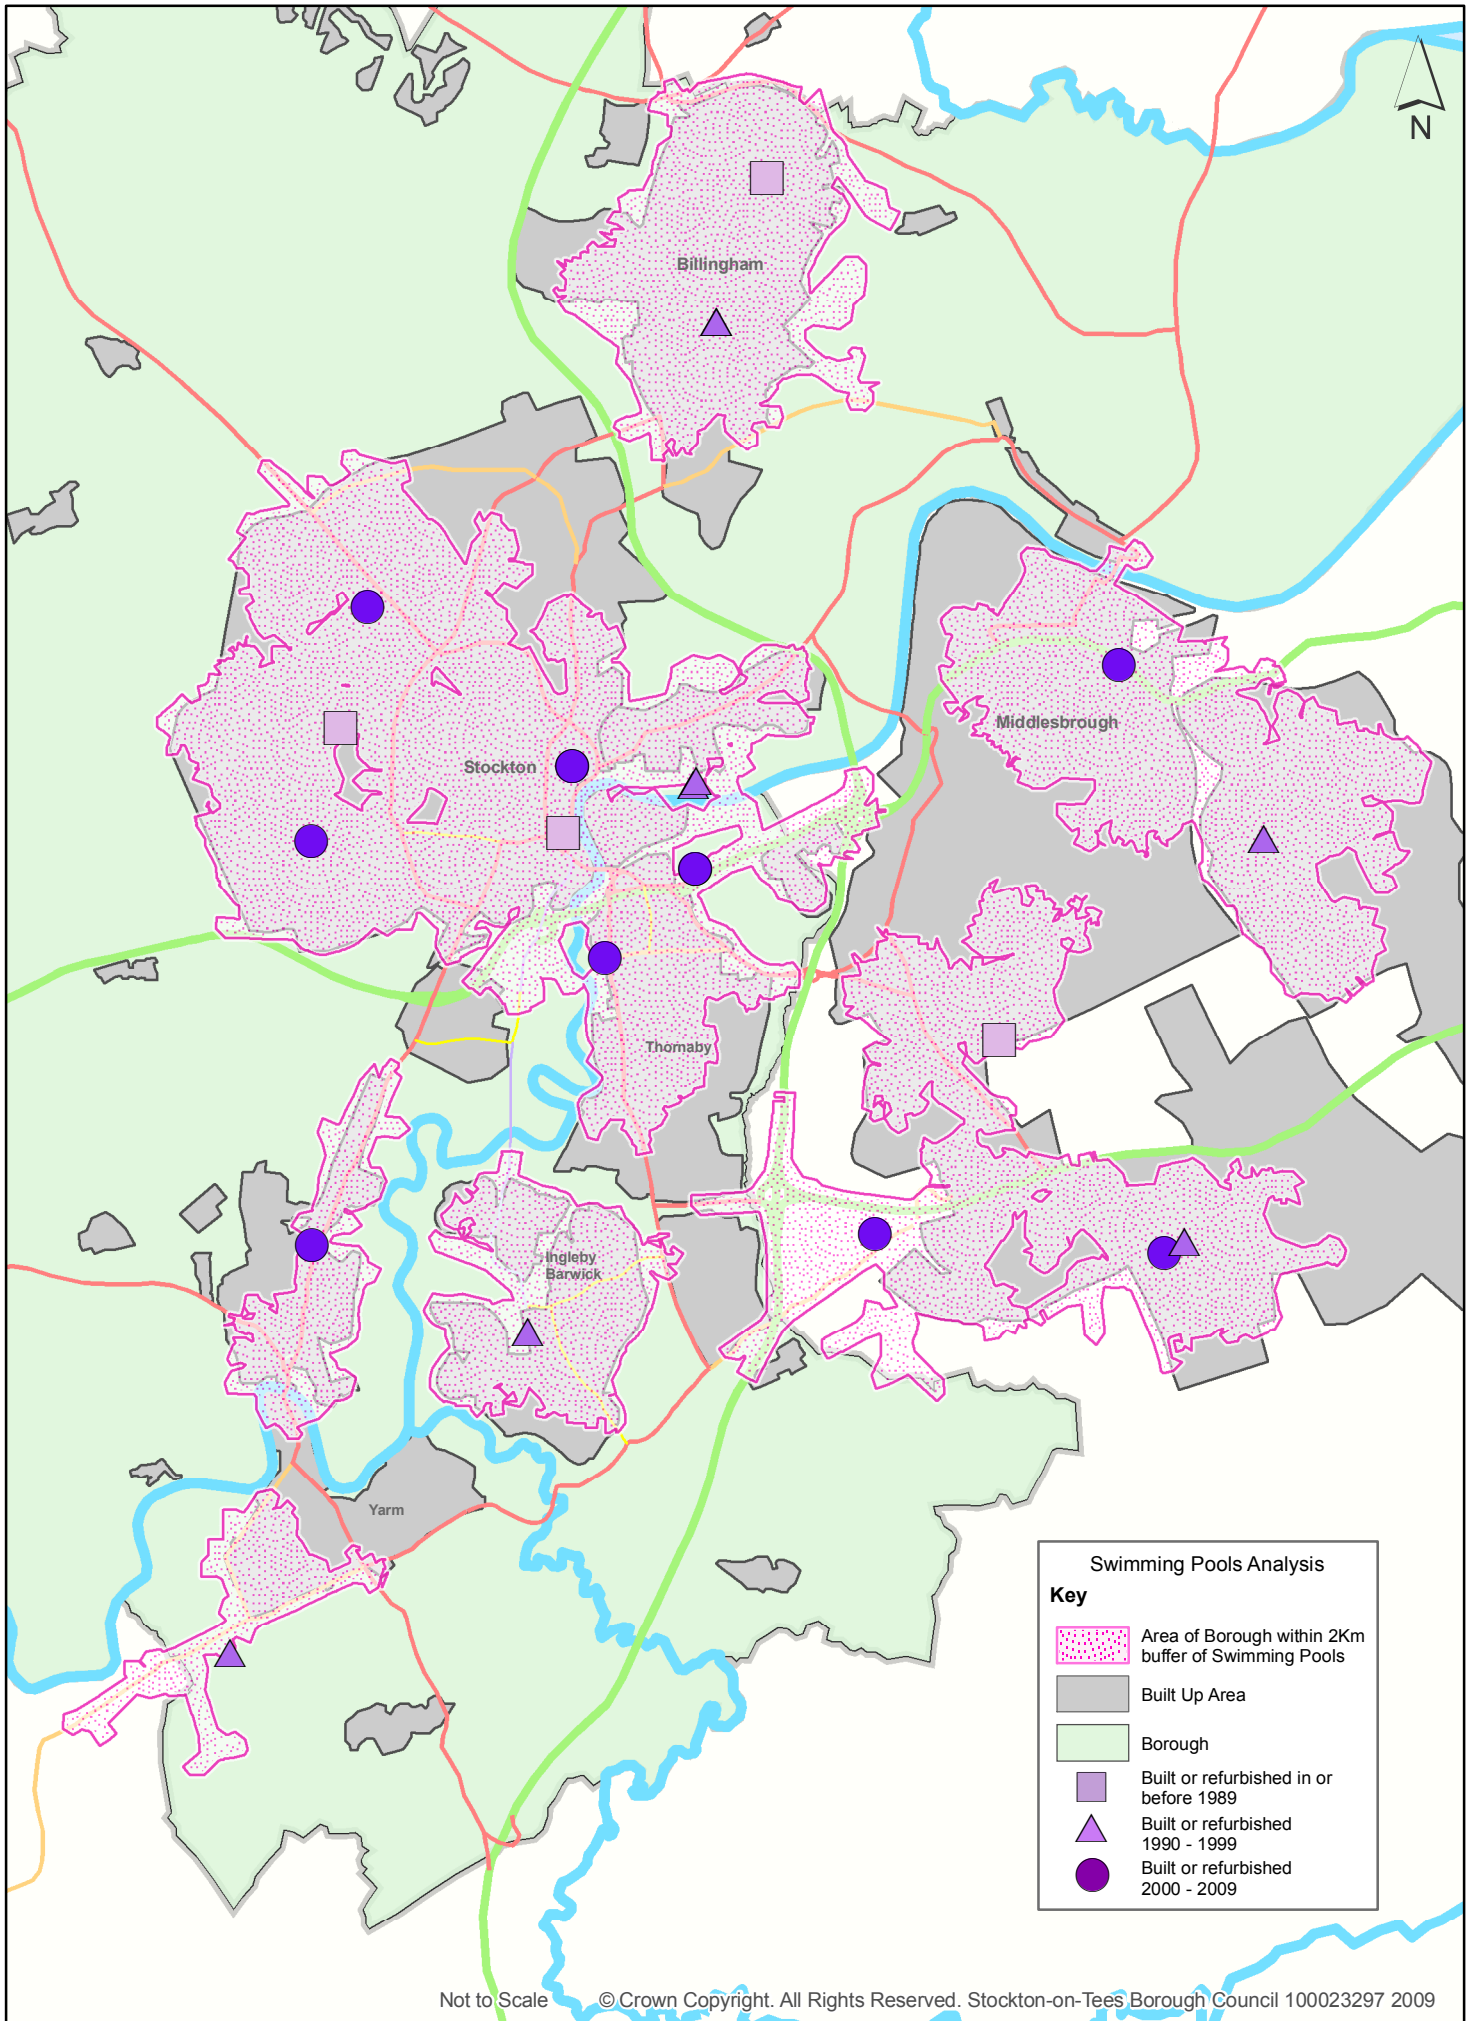 N
Billingham
Middlesbrough
Stockton
Thornaby
Ingleby
Barwick
Yarm
Swimming Pools Analysis
Key
Area of Borough within 2Km
buffer of Swimming Pools
Built Up Area
Borough
Built or refurbished in or
before 1989
Built or refurbished
1990 - 1999
Built or refurbished
2000 - 2009
Not to Scale © Crown Copyright. All Rights Reserved. Stockton-on-Tees Borough Council 100023297 2009